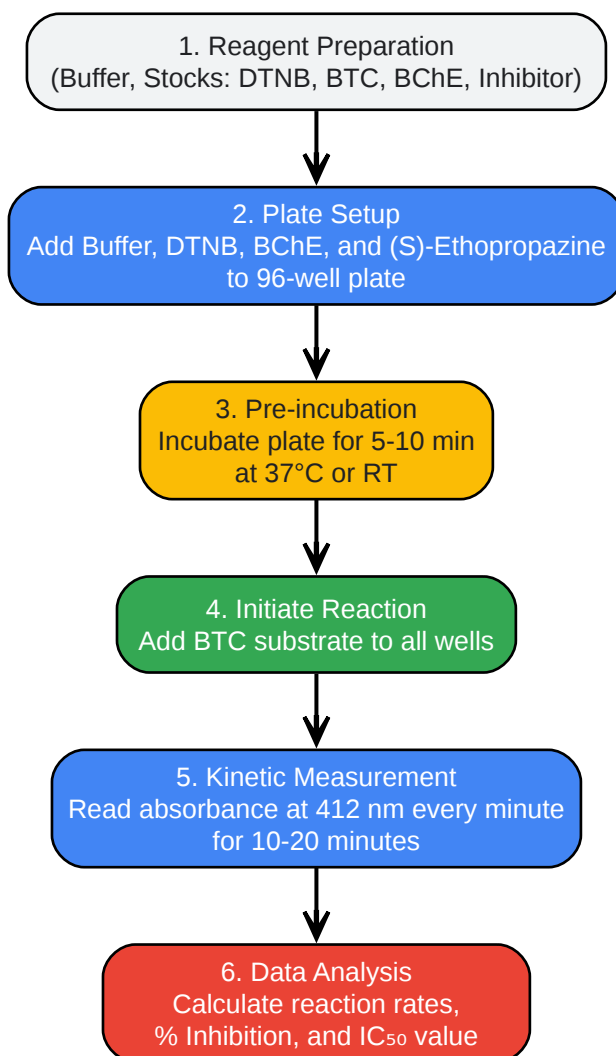 1. Reagent Preparation
(Buffer, Stocks: DTNB, BTC, BChE, Inhibitor)
2. Plate Setup
Add Buffer, DTNB, BChE, and (S)-Ethopropazine
to 96-well plate
3. Pre-incubation
Incubate plate for 5-10 min
at 37°C or RT
4. Initiate Reaction
Add BTC substrate to all wells
5. Kinetic Measurement
Read absorbance at 412 nm every minute
for 10-20 minutes
6. Data Analysis
Calculate reaction rates,
% Inhibition, and IC₅₀ value